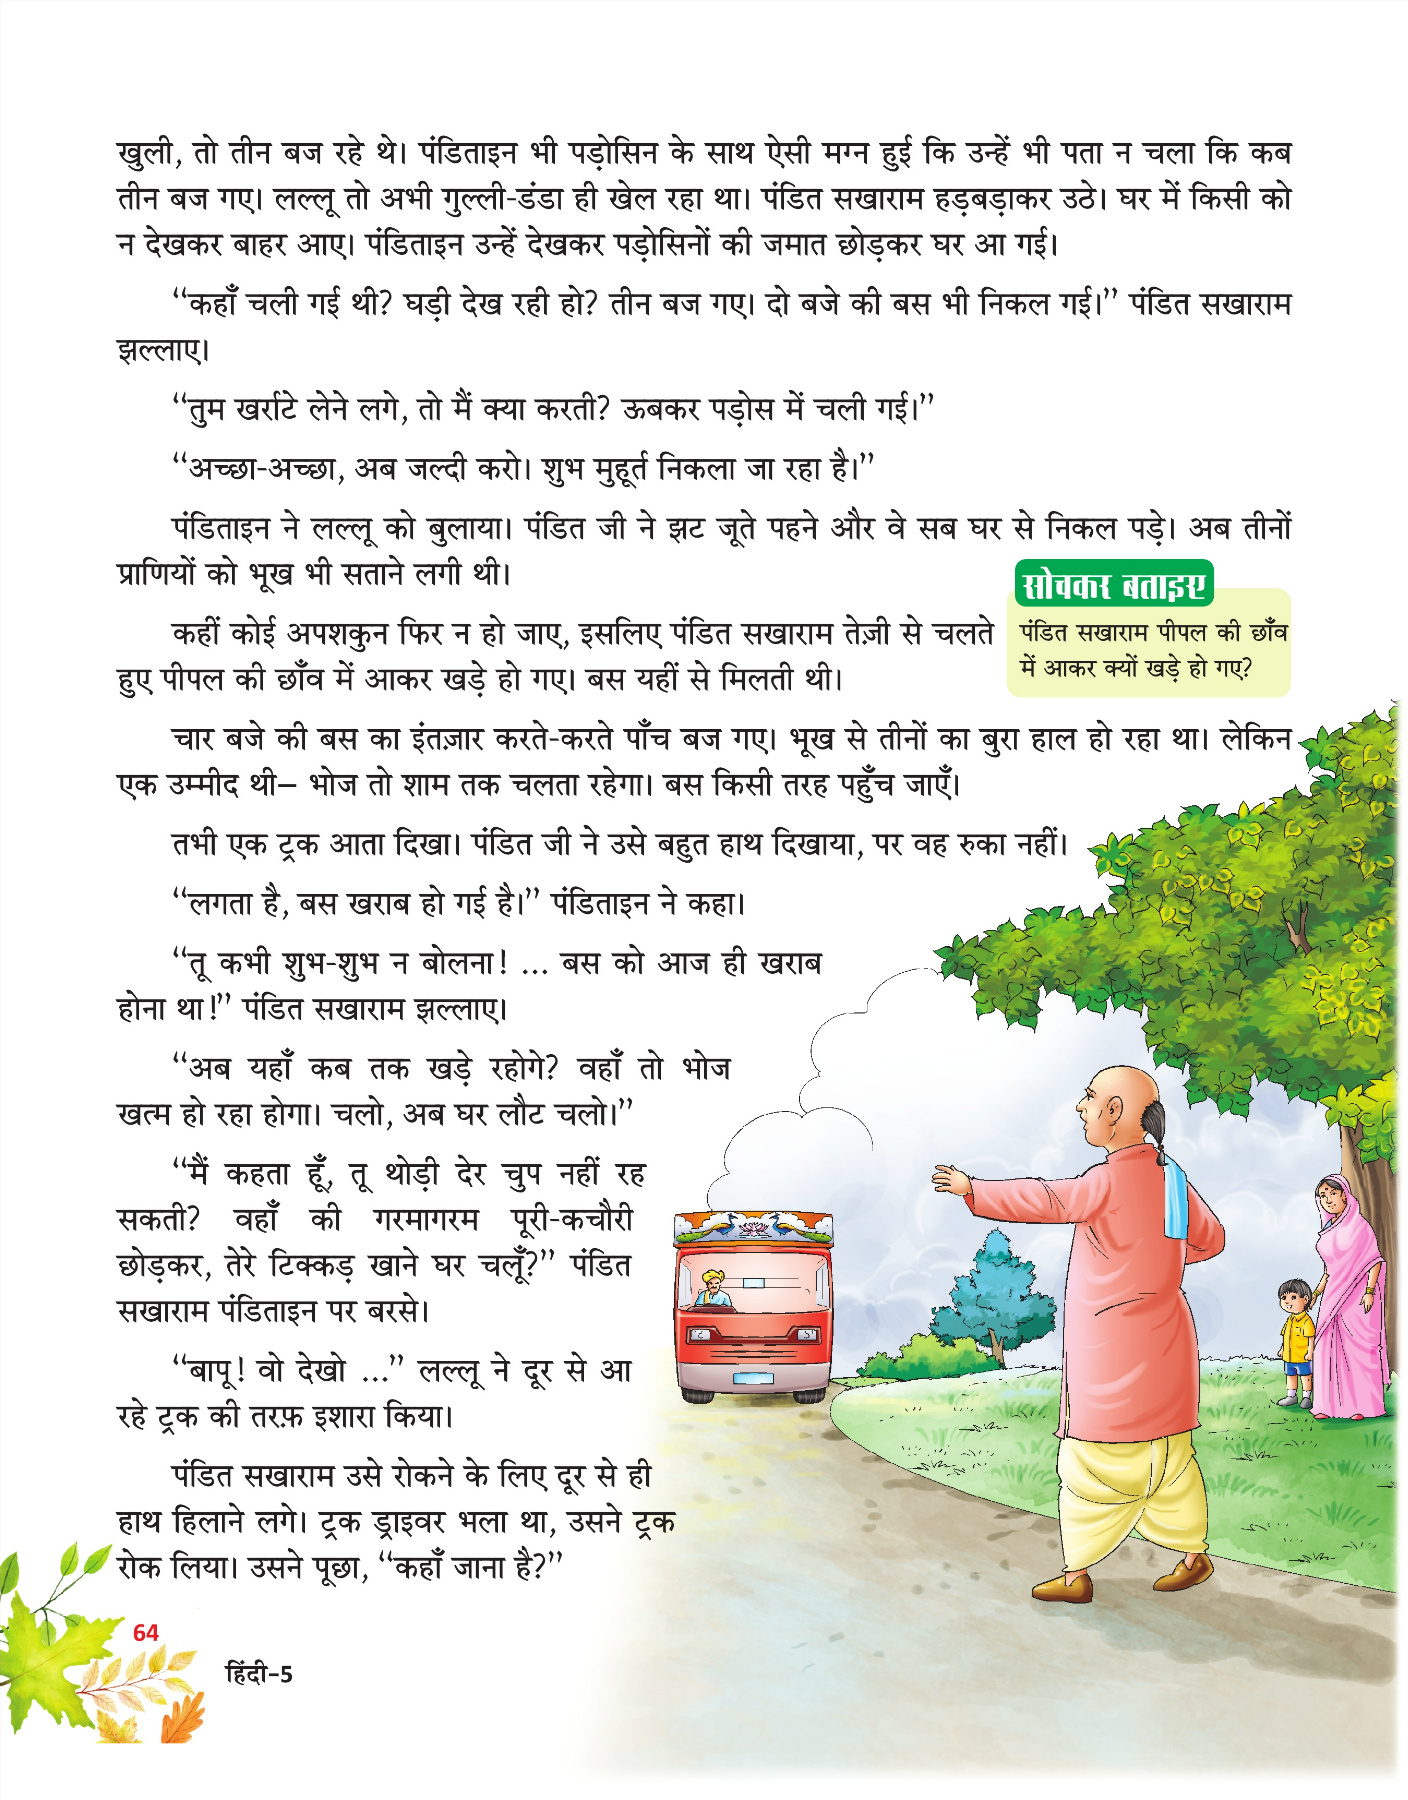 खुली, तो तीन बज रहे थे। पंडिताइन भी पड़ोसिन के साथ ऐसी मग्न हुई कि उन्हें भी पता न चला कि कब
तीन बज गए। लल्लू तो अभी गुल्ली-डंडा ही खेल रहा था। पंडित सखाराम हड़बड़ाकर उठे। घर में किसी को
न देखकर बाहर आए। पंडिताइन उन्हें देखकर पड़ोसिनों की जमात छोड़कर घर आ गई।
“कहाँ चली गई थी? घड़ी देख रही हो? तीन बज गए। दो बजे की बस भी निकल गई।” पंडित सखाराम
झल्लाए।
“तुम खर्राटे लेने लगे, तो मैं क्या करती? ऊबकर पड़ोस में चली गई।”
“अच्छा-अच्छा, अब जल्दी करो। शुभ मुहूर्त निकला जा रहा है।”
पंडिताइन ने लल्लू को बुलाया। पंडित जी ने झट जूते पहने और वे सब घर से निकल पड़े। अब तीनों
प्राणियों को भूख भी सताने लगी थी।
कहीं कोई अपशकुन फिर न हो जाए, इसलिए पंडित सखाराम तेज़ी से चलते
हुए पीपल की छाँव में आकर खड़े हो गए। बस यहीं से मिलती थी।
सोचकर बताइए
पंडित सखाराम पीपल की छाँव
में आकर क्यों खड़े हो गए?
चार बजे की बस का इंतज़ार करते-करते पाँच बज गए। भूख से तीनों का बुरा हाल हो रहा था। लेकिन
एक उम्मीद थी– भोज तो शाम तक चलता रहेगा। बस किसी तरह पहुँच जाएँ।
तभी एक ट्रक आता दिखा। पंडित जी ने उसे बहुत हाथ दिखाया, पर वह रुका नहीं।
“लगता है, बस खराब हो गई है।” पंडिताइन ने कहा।
“तू कभी शुभ-शुभ न बोलना! ... बस को आज ही खराब
होना था!” पंडित सखाराम झल्लाए।
“अब यहाँ कब तक खड़े रहोगे? वहाँ तो भोज
खत्म हो रहा होगा। चलो, अब घर लौट चलो।”
“मैं कहता हूँ, तू थोड़ी देर चुप नहीं रह
सकती? वहाँ की गरमागरम पूरी-कचौरी
छोड़कर, तेरे टिक्कड़ खाने घर चलूँ?” पंडित
सखाराम पंडिताइन पर बरसे।
“बापू! वो देखो ...” लल्लू ने दूर से आ
रहे ट्रक की तरफ़ इशारा किया।
पंडित सखाराम उसे रोकने के लिए दूर से ही
हाथ हिलाने लगे। ट्रक ड्राइवर भला था, उसने ट्रक
रोक लिया। उसने पूछा, “कहाँ जाना है?”
64
हिंदी–5